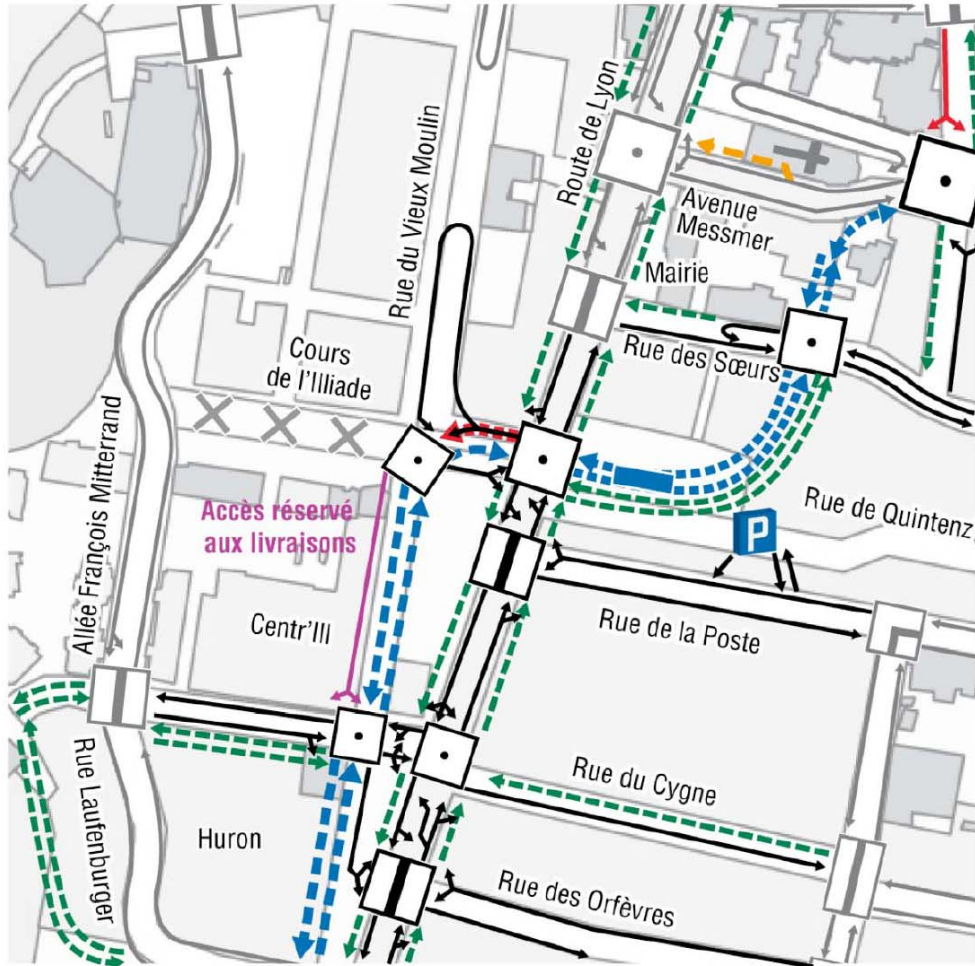 Route de Lyon
Rue du Vieux Moulin
Avenue
Messmer
Mairie
Cours
de l'Illiade
Rue des Sœurs
Allée François Mitterrand
Accès réservé
aux livraisons
Rue de Quintenz
P
Centr'Ill
Rue de la Poste
Rue Laufenburger
Rue du Cygne
Huron
Rue des Orfèvres